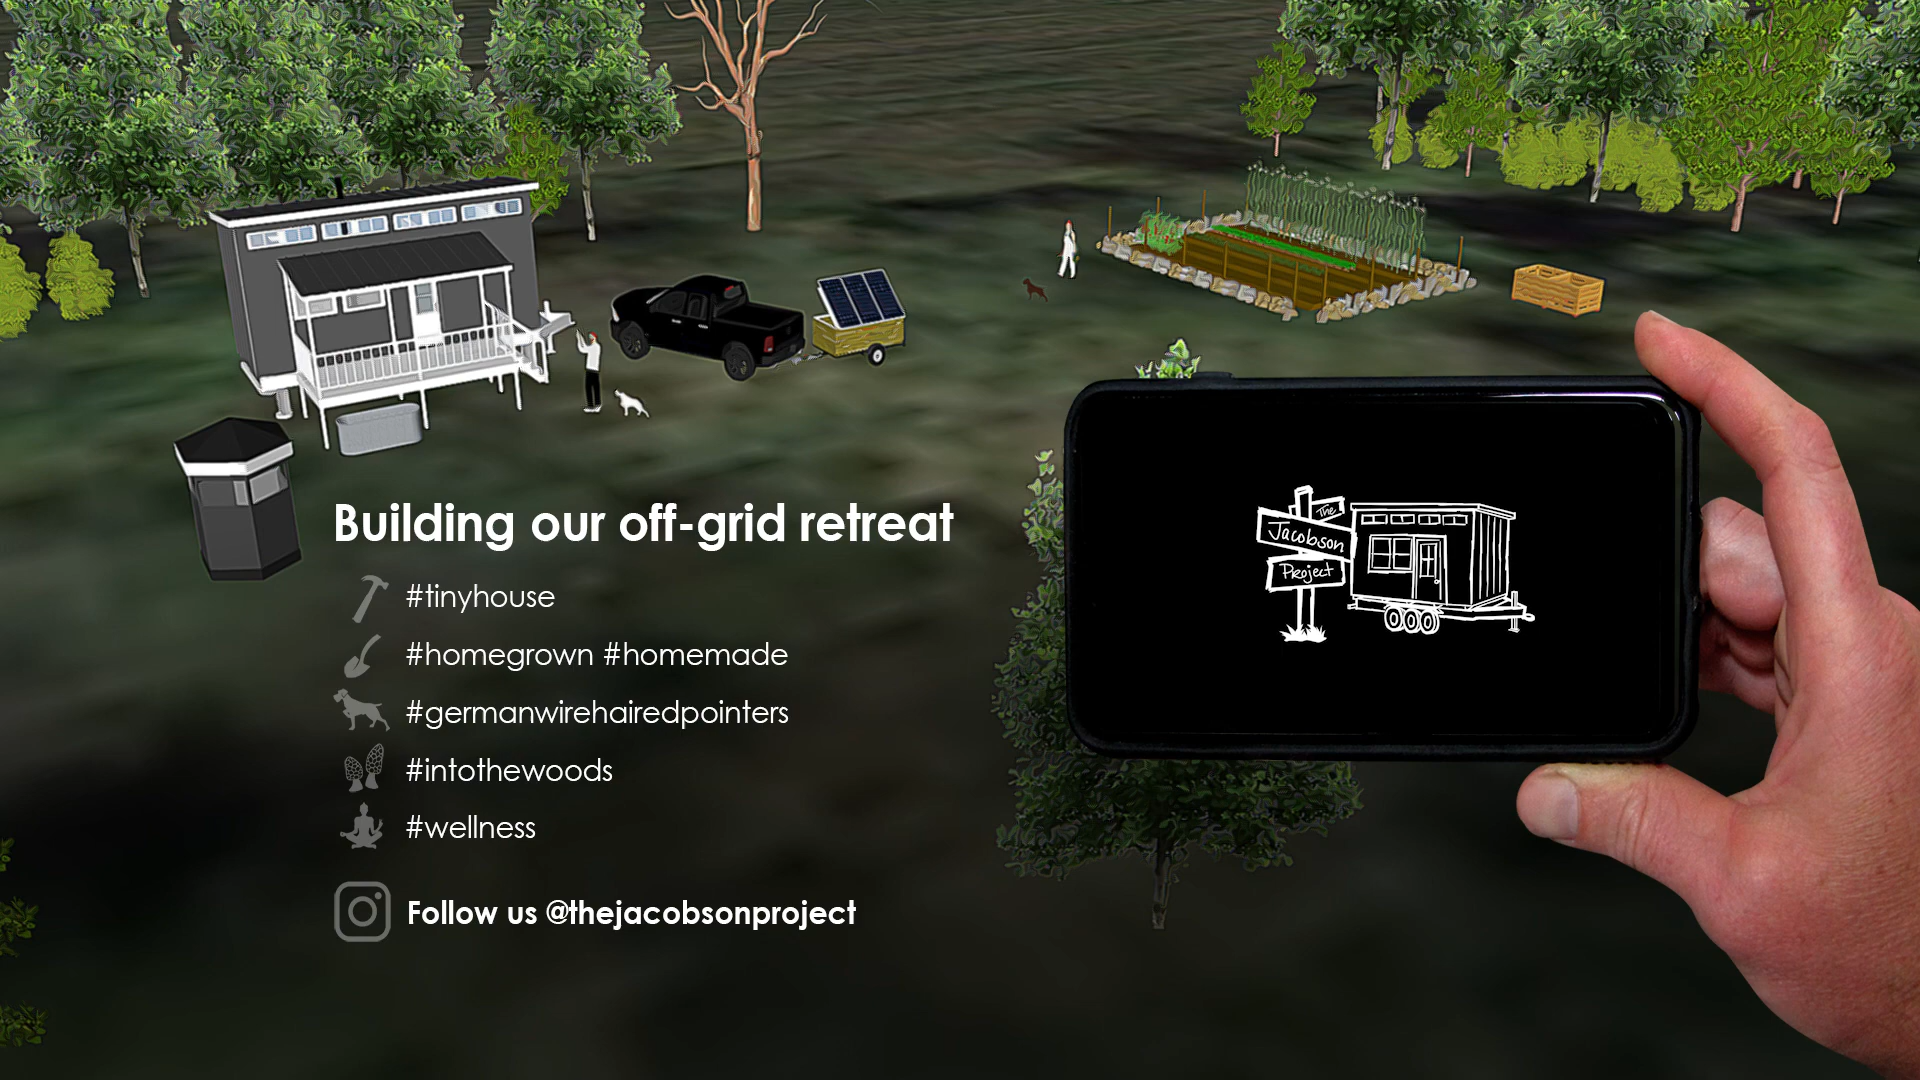 Building our off-grid retreat
#tinyhouse
#homegrown #homemade
#germanwirehairedpointers
#intothewoods
#wellness
Follow us @thejacobsonproject
The
Jacobson
Project